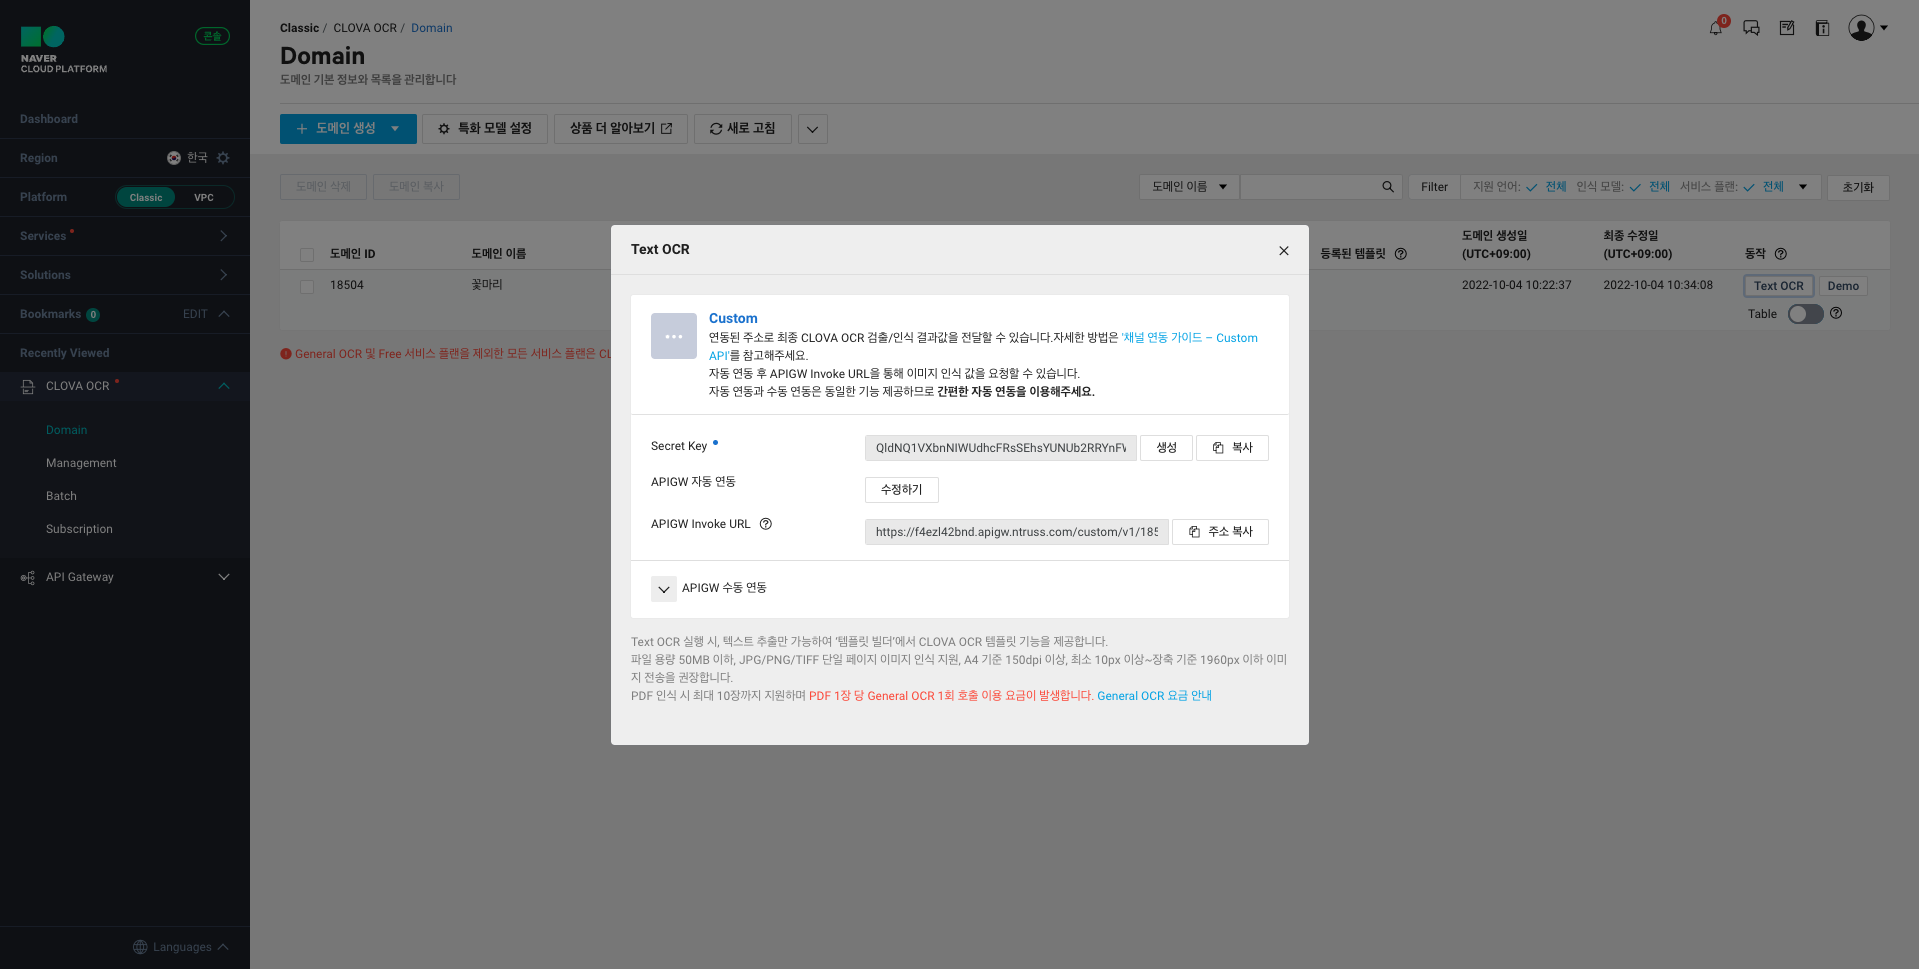 NAVER
CLOUD PLATFORM
콘솔
Dashboard
Region 한국
Platform Classic VPC
Services
Solutions
Bookmarks 0 EDIT
Recently Viewed
CLOVA OCR
Domain
Management
Batch
Subscription
API Gateway
Languages
Classic / CLOVA OCR / Domain
0
Domain
도메인 기본 정보와 목록을 관리합니다
+ 도메인 생성 특화 모델 설정 상품 더 알아보기 새로 고침
도메인 삭제 도메인 복사 도메인 이름 Filter 지원 언어: 전체 인식 모델: 전체 서비스 플랜: 전체 초기화
도메인 ID 도메인 이름 등록된 템플릿 도메인 생성일 (UTC+09:00) 최종 수정일 (UTC+09:00) 동작
18504 꽃마리 2022-10-04 10:22:37 2022-10-04 10:34:08 Text OCR Demo
Table
General OCR 및 Free 서비스 플랜을 제외한 모든 서비스 플랜은 CL
Text OCR
Custom
연동된 주소로 최종 CLOVA OCR 검출/인식 결과값을 전달할 수 있습니다.자세한 방법은 '채널 연동 가이드 – Custom
API'를 참고해주세요.
자동 연동 후 APIGW Invoke URL을 통해 이미지 인식 값을 요청할 수 있습니다.
자동 연동과 수동 연동은 동일한 기능 제공하므로 간편한 자동 연동을 이용해주세요.
Secret Key QldNQ1VXbnNIWUdhcFRsSEhsYUNUb2RRYnFV 생성 복사
APIGW 자동 연동 수정하기
APIGW Invoke URL https://f4ezl42bnd.apigw.ntruss.com/custom/v1/185 주소 복사
APIGW 수동 연동
Text OCR 실행 시, 텍스트 추출만 가능하여 '템플릿 빌더'에서 CLOVA OCR 템플릿 기능을 제공합니다.
파일 용량 50MB 이하, JPG/PNG/TIFF 단일 페이지 이미지 인식 지원, A4 기준 150dpi 이상, 최소 10px 이상~장축 기준 1960px 이하 이미
지 전송을 권장합니다.
PDF 인식 시 최대 10장까지 지원하며 PDF 1장 당 General OCR 1회 호출 이용 요금이 발생합니다. General OCR 요금 안내